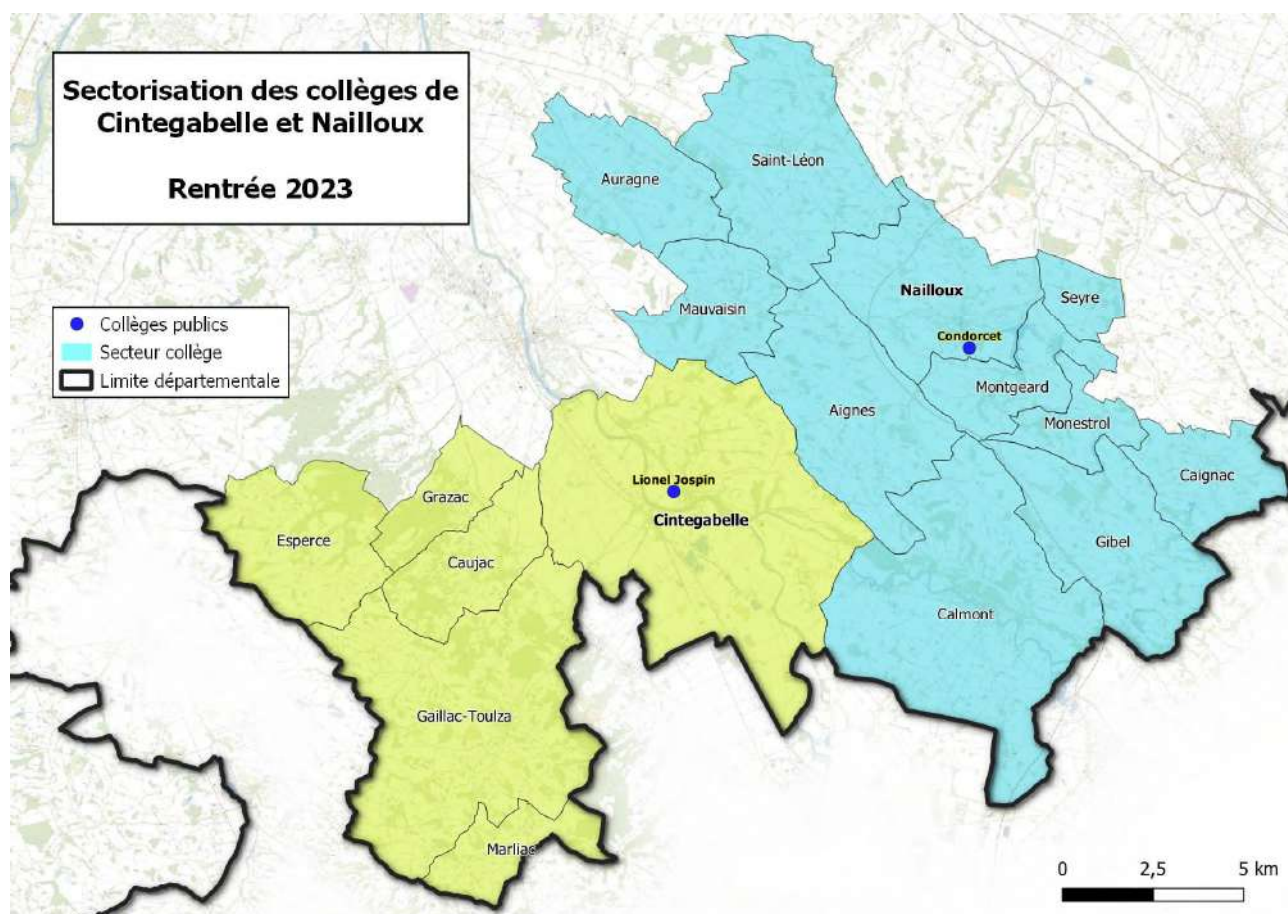 Sectorisation des collèges de
Cintegabelle et Nailloux
Rentrée 2023
Collèges publics
Secteur collège
Limite départementale
Saint-Léon
Auragne
Nailloux
Seyre
Mauvaisin
Condorcet
Montgeard
Aignes
Monestrol
Caignac
Lionel Jospin
Grazac
Cintegabelle
Esperce
Gibel
Caujac
Calmont
Gaillac-Toulza
Marliac
0 2,5 5 km